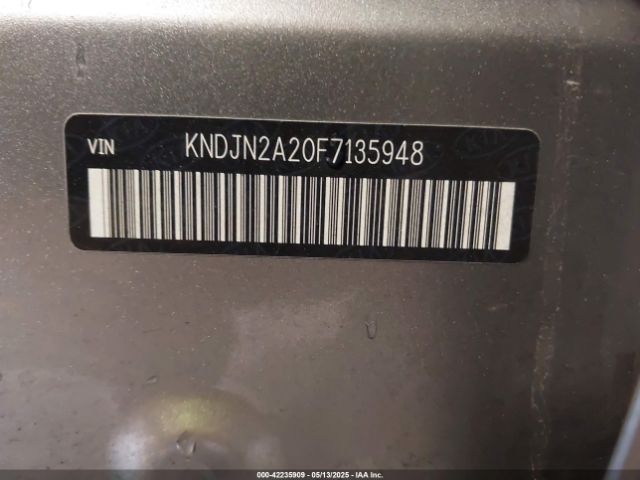 VIN KNDJN2A20F7135948
000-42235909 - 05/13/2025 - IAA Inc.